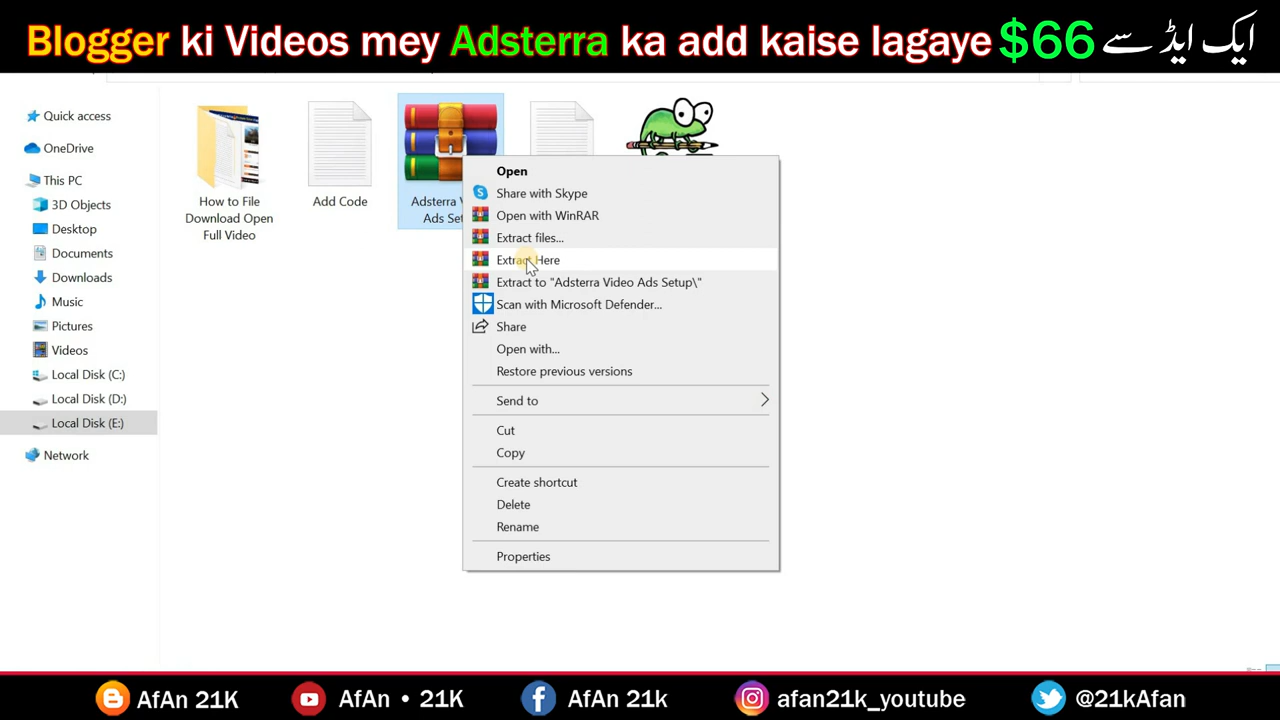 Blogger ki Videos mey Adsterra ka add kaise lagaye $66 ایک ایڈ سے
Quick access
OneDrive
This PC
3D Objects
Desktop
Documents
Downloads
Music
Pictures
Videos
Local Disk (C:)
Local Disk (D:)
Local Disk (E:)
Network
How to File
Download Open
Full Video
Add Code
Adsterra V
Ads Set
Open
Share with Skype
Open with WinRAR
Extract files...
Extract Here
Extract to "Adsterra Video Ads Setup\"
Scan with Microsoft Defender...
Share
Open with...
Restore previous versions
Send to
Cut
Copy
Create shortcut
Delete
Rename
Properties
AfAn 21K
AfAn • 21K
AfAn 21k
afan21k_youtube
@21kAfan